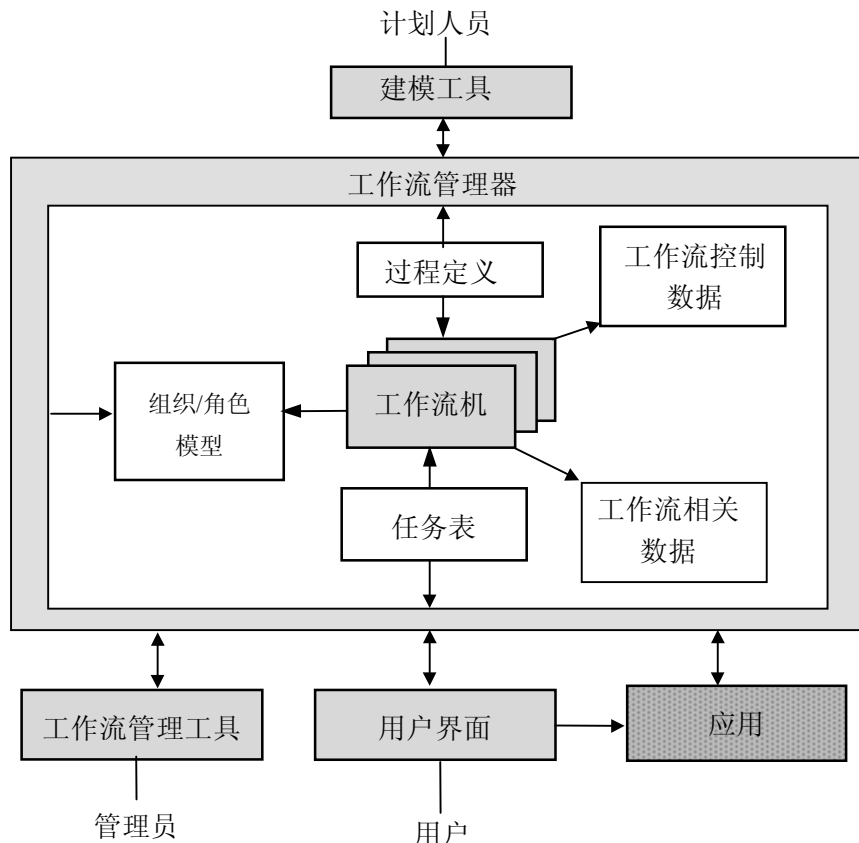 计划人员
建模工具
工作流管理器
过程定义
工作流控制
数据
组织/角色
模型
工作流机
任务表
工作流相关
数据
工作流管理工具
用户界面
应用
管理员
用户